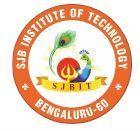 SJB INSTITUTE OF TECHNOLOGY
SJBIT
BENGALURU-60